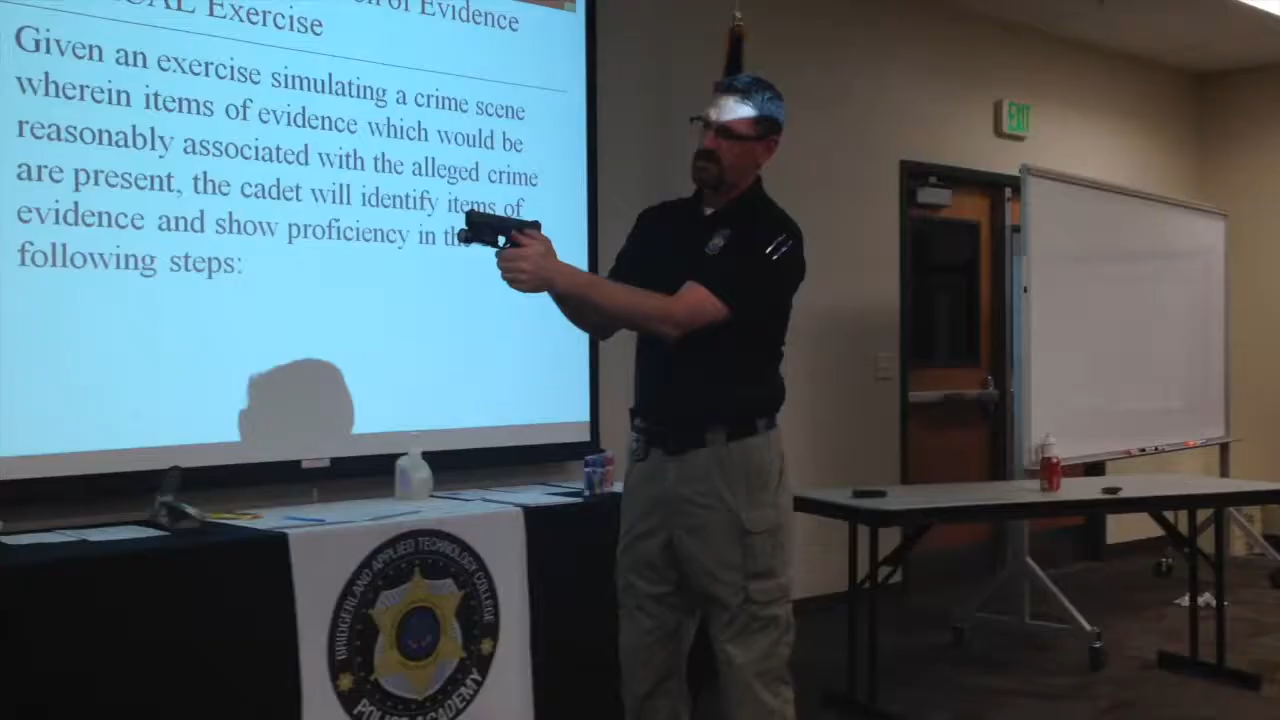 of Evidence
Exercise
Given an exercise simulating a crime scene
wherein items of evidence which would be
reasonably associated with the alleged crime
are present, the cadet will identify items of
evidence and show proficiency in the
following steps:
EXIT
BRIDGERLAND APPLIED TECHNOLOGY COLLEGE
POLICE ACADEMY